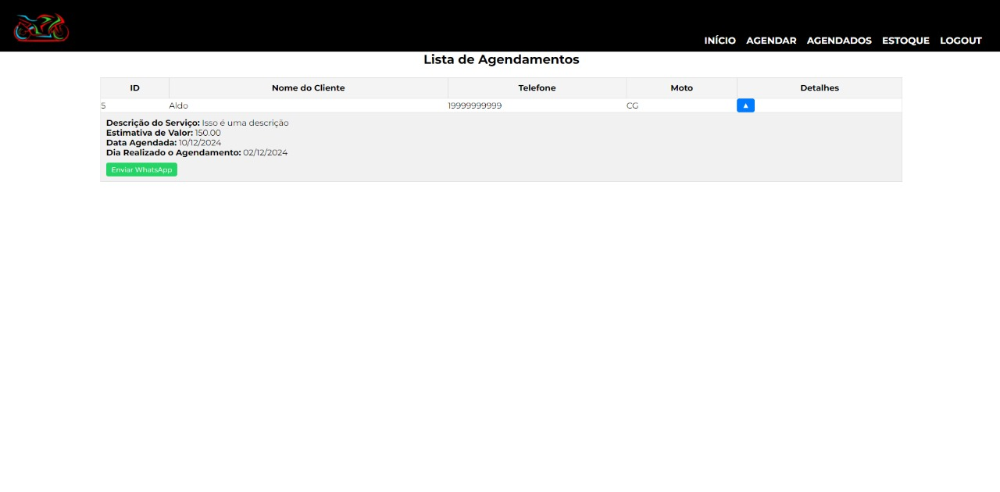 INÍCIO AGENDAR AGENDADOS ESTOQUE LOGOUT
Lista de Agendamentos
ID Nome do Cliente Telefone Moto Detalhes
5 Aldo 19999999999 CG ▲
Descrição do Serviço: Isso é uma descrição
Estimativa de Valor: 150.00
Data Agendada: 10/12/2024
Dia Realizado o Agendamento: 02/12/2024
Enviar WhatsApp